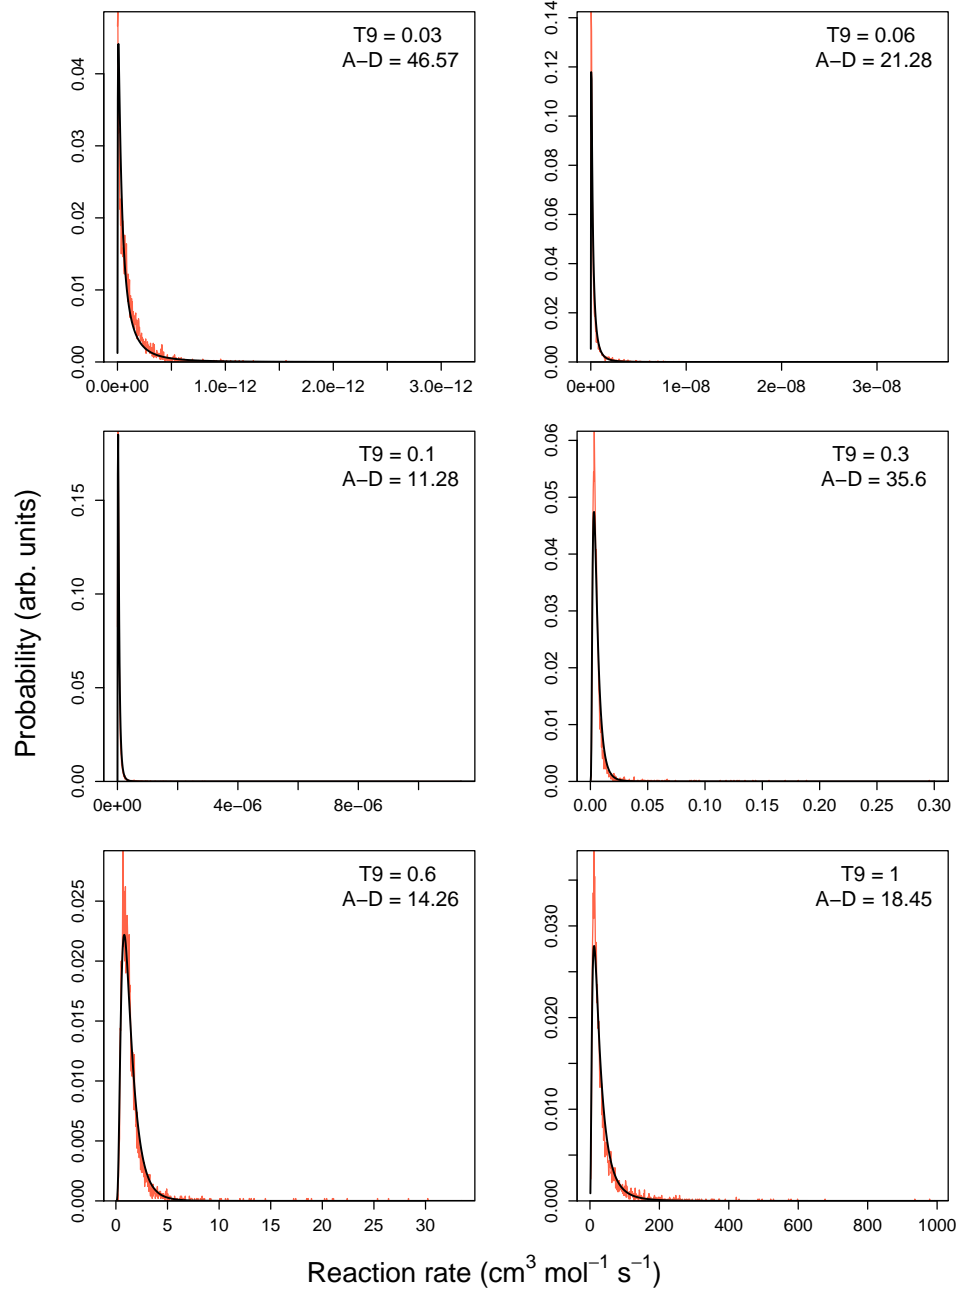 T9 = 0.03
A−D = 46.57
0.00 0.01 0.02 0.03 0.04
0.0e+00 1.0e−12 2.0e−12 3.0e−12
T9 = 0.06
A−D = 21.28
0.00 0.02 0.04 0.06 0.08 0.10 0.12 0.14
0e+00 1e−08 2e−08 3e−08
T9 = 0.1
A−D = 11.28
0.00 0.05 0.10 0.15
0e+00 4e−06 8e−06
T9 = 0.3
A−D = 35.6
0.00 0.01 0.02 0.03 0.04 0.05 0.06
0.00 0.05 0.10 0.15 0.20 0.25 0.30
T9 = 0.6
A−D = 14.26
0.000 0.005 0.010 0.015 0.020 0.025
0 5 10 15 20 25 30
T9 = 1
A−D = 18.45
0.000 0.010 0.020 0.030
0 200 400 600 800 1000
Probability (arb. units)
Reaction rate (cm³ mol⁻¹ s⁻¹)